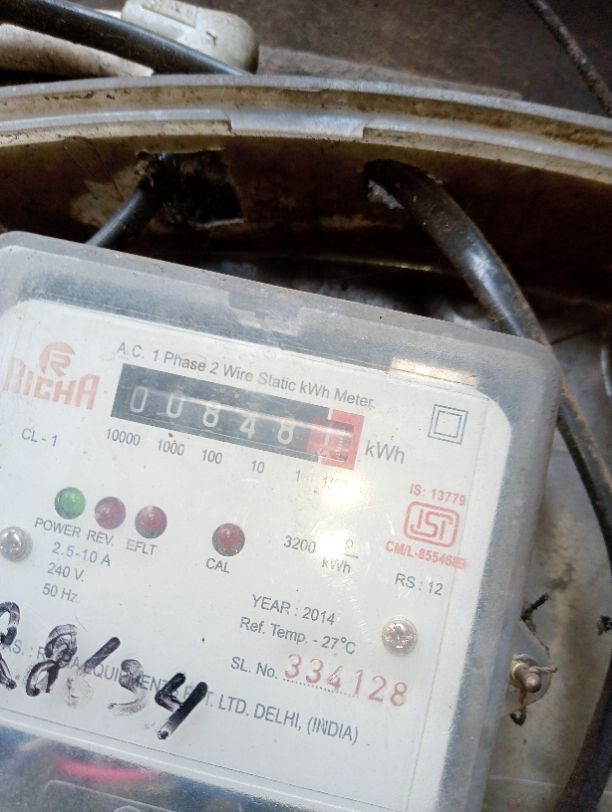 RICHA
A.C. 1 Phase 2 Wire Static kWh Meter
00848
kWh
CL - 1
10000 1000 100 10 1
POWER REV. EFLT
CAL
2.5-10 A
240 V.
50 Hz
3200
kWh
IS: 13779
ISI
CM/L-
RS : 12
YEAR : 2014
Ref. Temp. - 27°C
SL. No. 334128
LTD. DELHI, (INDIA)